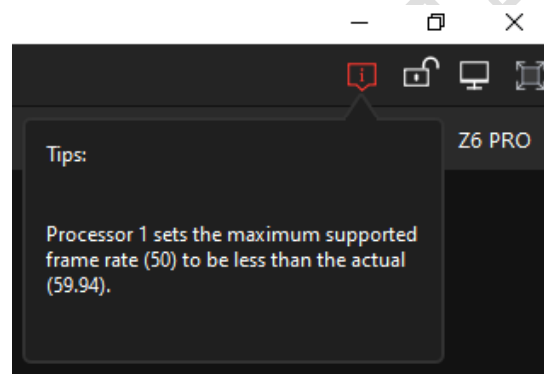 Z6 PRO
Tips:
Processor 1 sets the maximum supported
frame rate (50) to be less than the actual
(59.94).